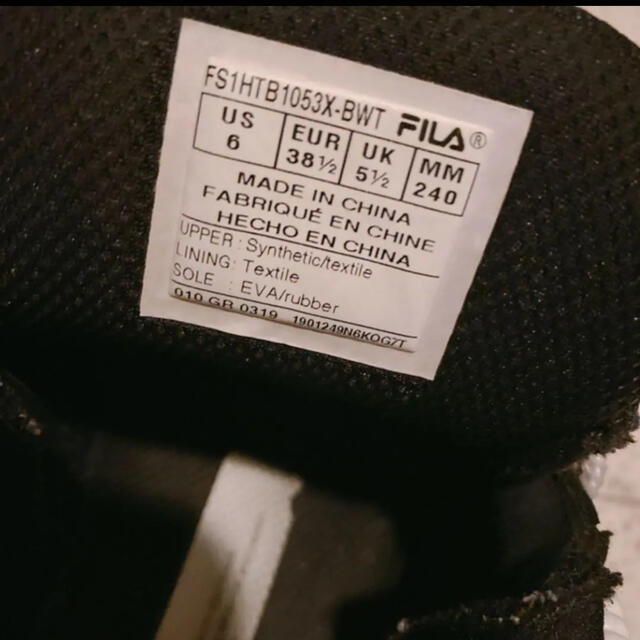 FS1HTB1053X-BWT FILA®
US EUR UK MM
6 38½ 5½ 240
MADE IN CHINA
FABRIQUÉ EN CHINE
HECHO EN CHINA
UPPER : Synthetic/textile
LINING : Textile
SOLE : EVA/rubber
010 GR 0319 1901249N6KOGZT